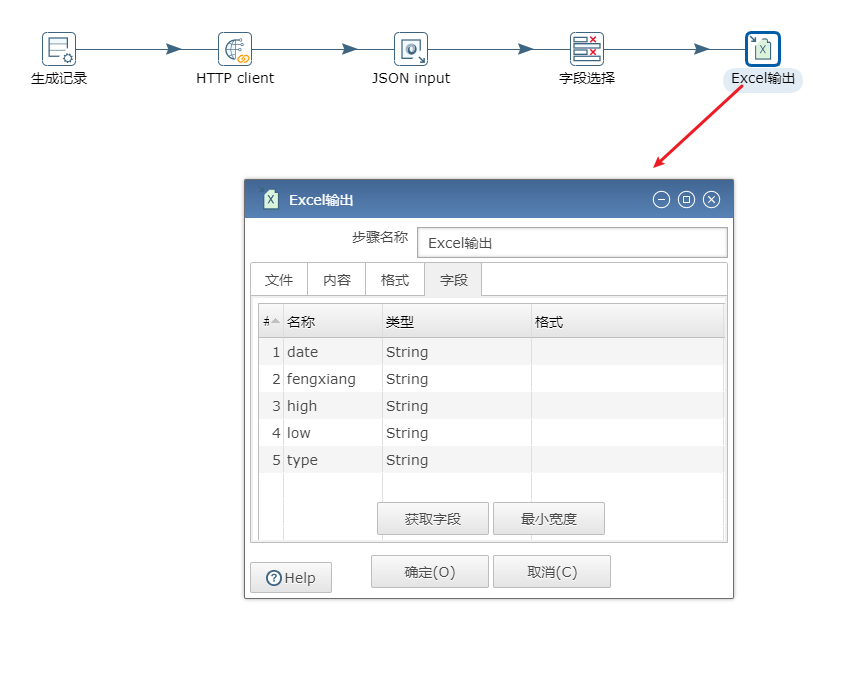 生成记录
HTTP client
JSON input
字段选择
Excel输出
Excel输出
步骤名称 Excel输出
文件 内容 格式 字段
# 名称 类型 格式
1 date String
2 fengxiang String
3 high String
4 low String
5 type String
获取字段 最小宽度
Help 确定(O) 取消(C)